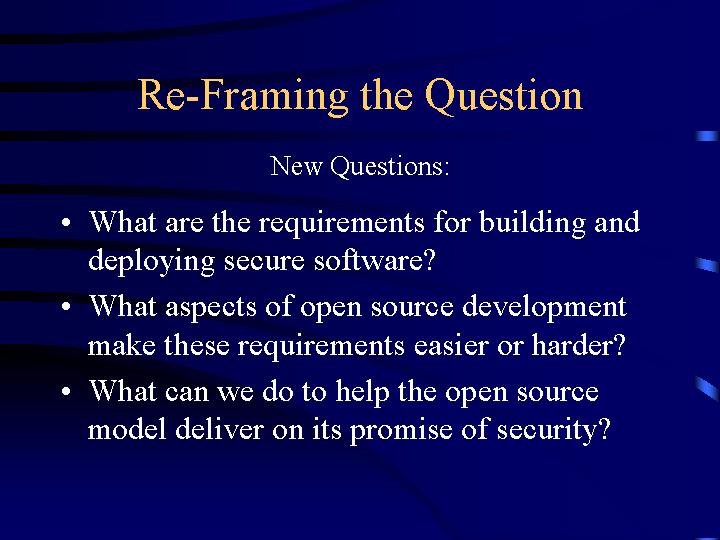 Re-Framing the Question
New Questions:
• What are the requirements for building and
deploying secure software?
• What aspects of open source development
make these requirements easier or harder?
• What can we do to help the open source
model deliver on its promise of security?